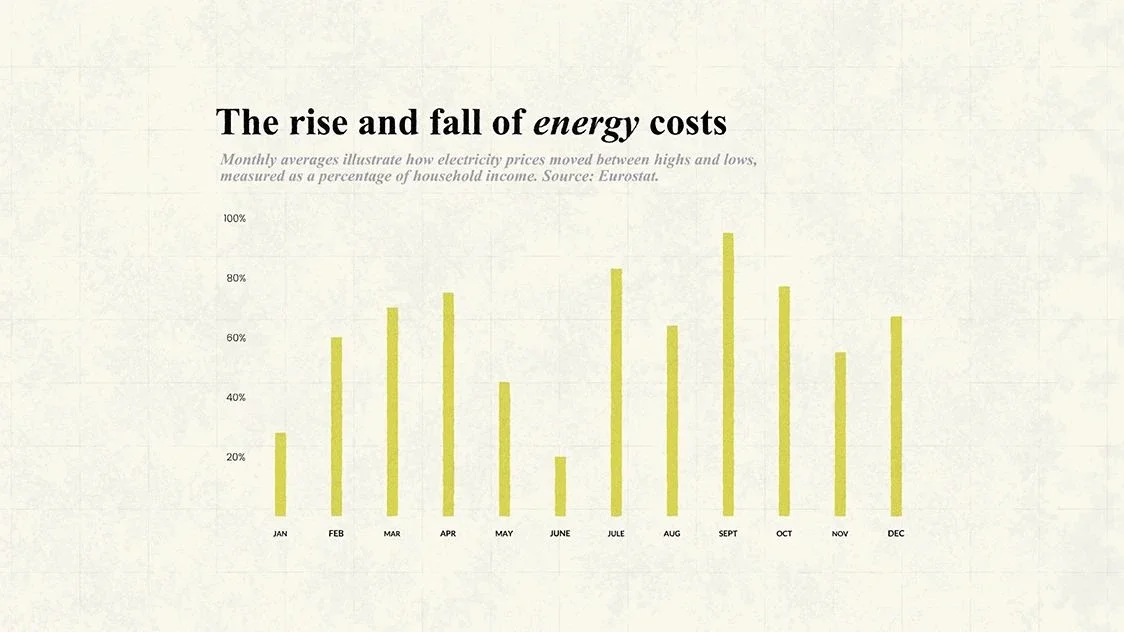 The rise and fall of energy costs
Monthly averages illustrate how electricity prices moved between highs and lows,
measured as a percentage of household income. Source: Eurostat.
100%
80%
60%
40%
20%
JAN FEB MAR APR MAY JUNE JULE AUG SEPT OCT NOV DEC